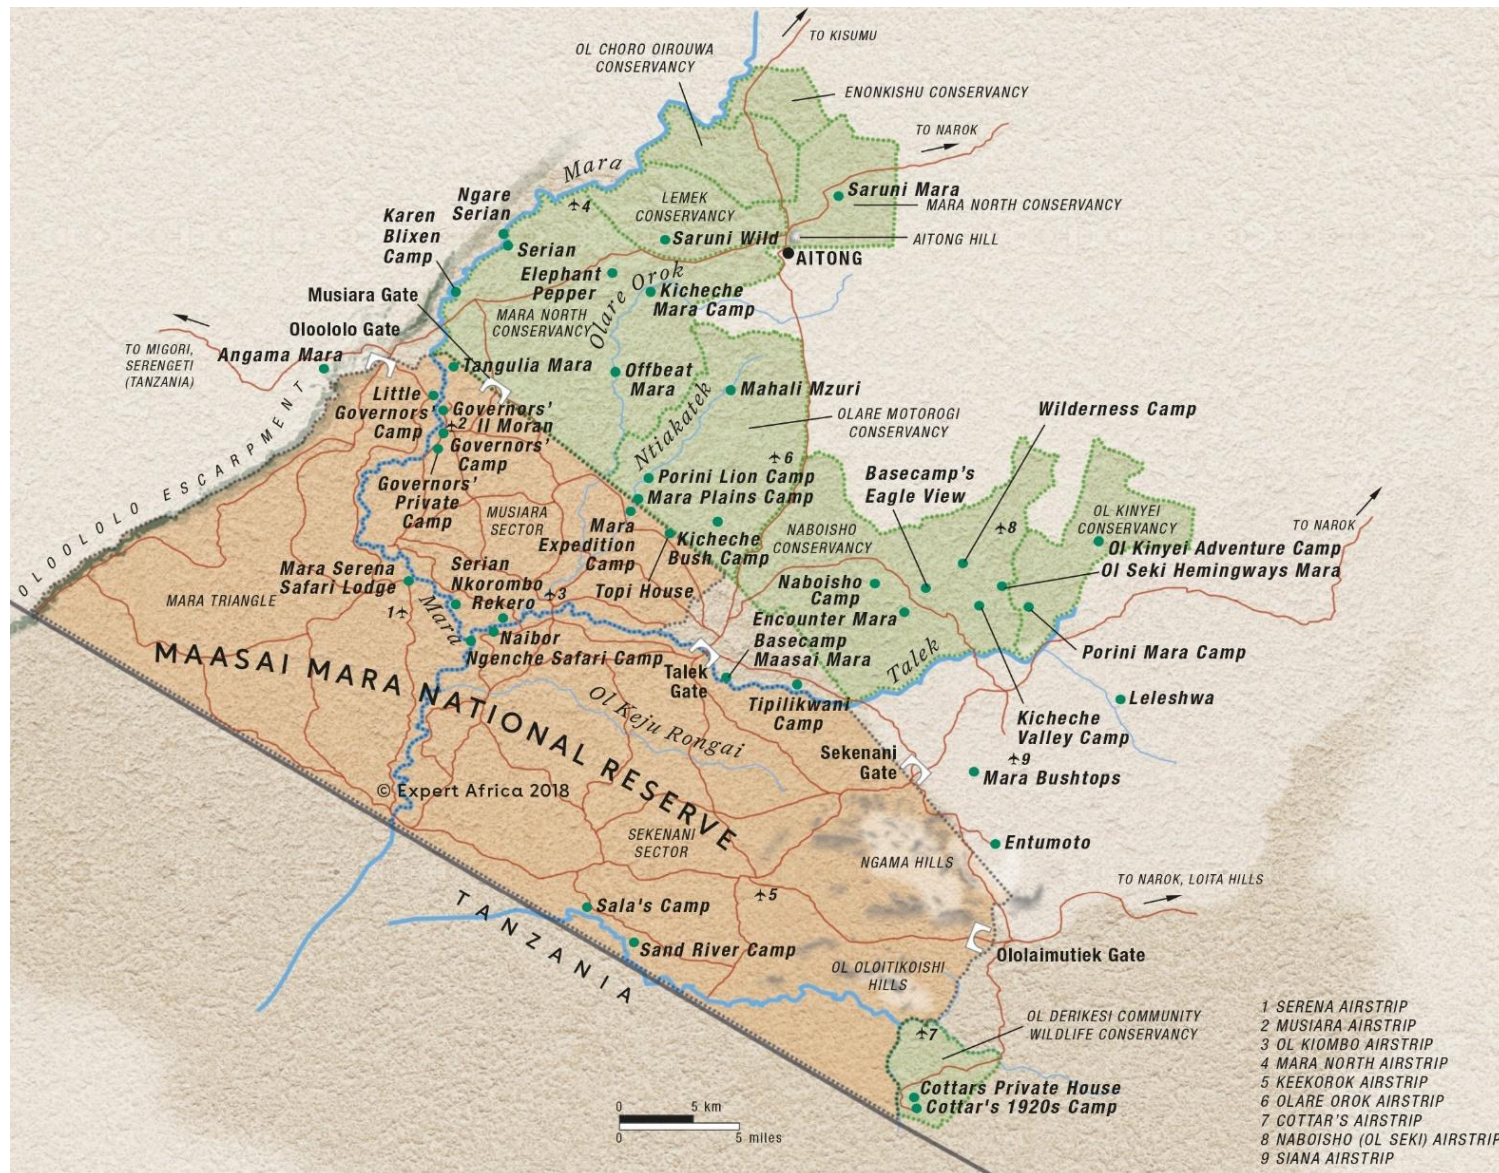 TO KISUMU
OL CHORO OIROUWA
CONSERVANCY
ENONKISHU CONSERVANCY
TO NAROK
Mara
4
LEMEK
CONSERVANCY
Saruni Mara
MARA NORTH CONSERVANCY
Ngare
Serian
Karen
Blixen
Camp
Serian
Saruni Wild
AITONG HILL
AITONG
Elephant
Pepper
Olare Orok
Kicheche
Mara Camp
Musiara Gate
MARA NORTH
CONSERVANCY
Oloololo Gate
TO MIGORI,
SERENGETI
(TANZANIA)
Angama Mara
Tangulia Mara
Offbeat
Mara
Mahali Mzuri
Little
Governors'
Camp
Governors'
Il Moran
2
Governors'
Camp
Governors'
Private
Camp
Ntiakatek
OLARE MOTOROGI
CONSERVANCY
Wilderness Camp
6
Basecamp's
Eagle View
OLOOLOLO ESCARPMENT
Porini Lion Camp
Mara Plains Camp
MUSIARA
SECTOR
Mara
Expedition
Camp
Kicheche
Bush Camp
Topi House
NABOISHO
CONSERVANCY
8
OL KINYEI
CONSERVANCY
TO NAROK
Ol Kinyei Adventure Camp
Ol Seki Hemingways Mara
Mara Serena
Safari Lodge
Serian
Nkorombo
Rekero
3
MARA TRIANGLE
1
Mara
Naibor
Ngenche Safari Camp
Naboisho
Camp
Encounter Mara
Basecamp
Maasai Mara
Talek
Porini Mara Camp
MAASAI MARA NATIONAL RESERVE
Talek
Gate
Tipilikwani
Camp
Leleshwa
Kicheche
Valley Camp
Ol Keju Rongai
Sekenani
Gate
9
Mara Bushtops
© Expert Africa 2018
SEKENANI
SECTOR
NGAMA HILLS
Entumoto
TO NAROK, LOITA HILLS
5
Sala's Camp
TANZANIA
Sand River Camp
Ololaimutiek Gate
OL OLOITIKOISHI
HILLS
OL DERIKESI COMMUNITY
WILDLIFE CONSERVANCY
7
Cottars Private House
Cottar's 1920s Camp
0 5 km
0 5 miles
1 SERENA AIRSTRIP
2 MUSIARA AIRSTRIP
3 OL KIOMBO AIRSTRIP
4 MARA NORTH AIRSTRIP
5 KEEKOROK AIRSTRIP
6 OLARE OROK AIRSTRIP
7 COTTAR'S AIRSTRIP
8 NABOISHO (OL SEKI) AIRSTRIP
9 SIANA AIRSTRIP